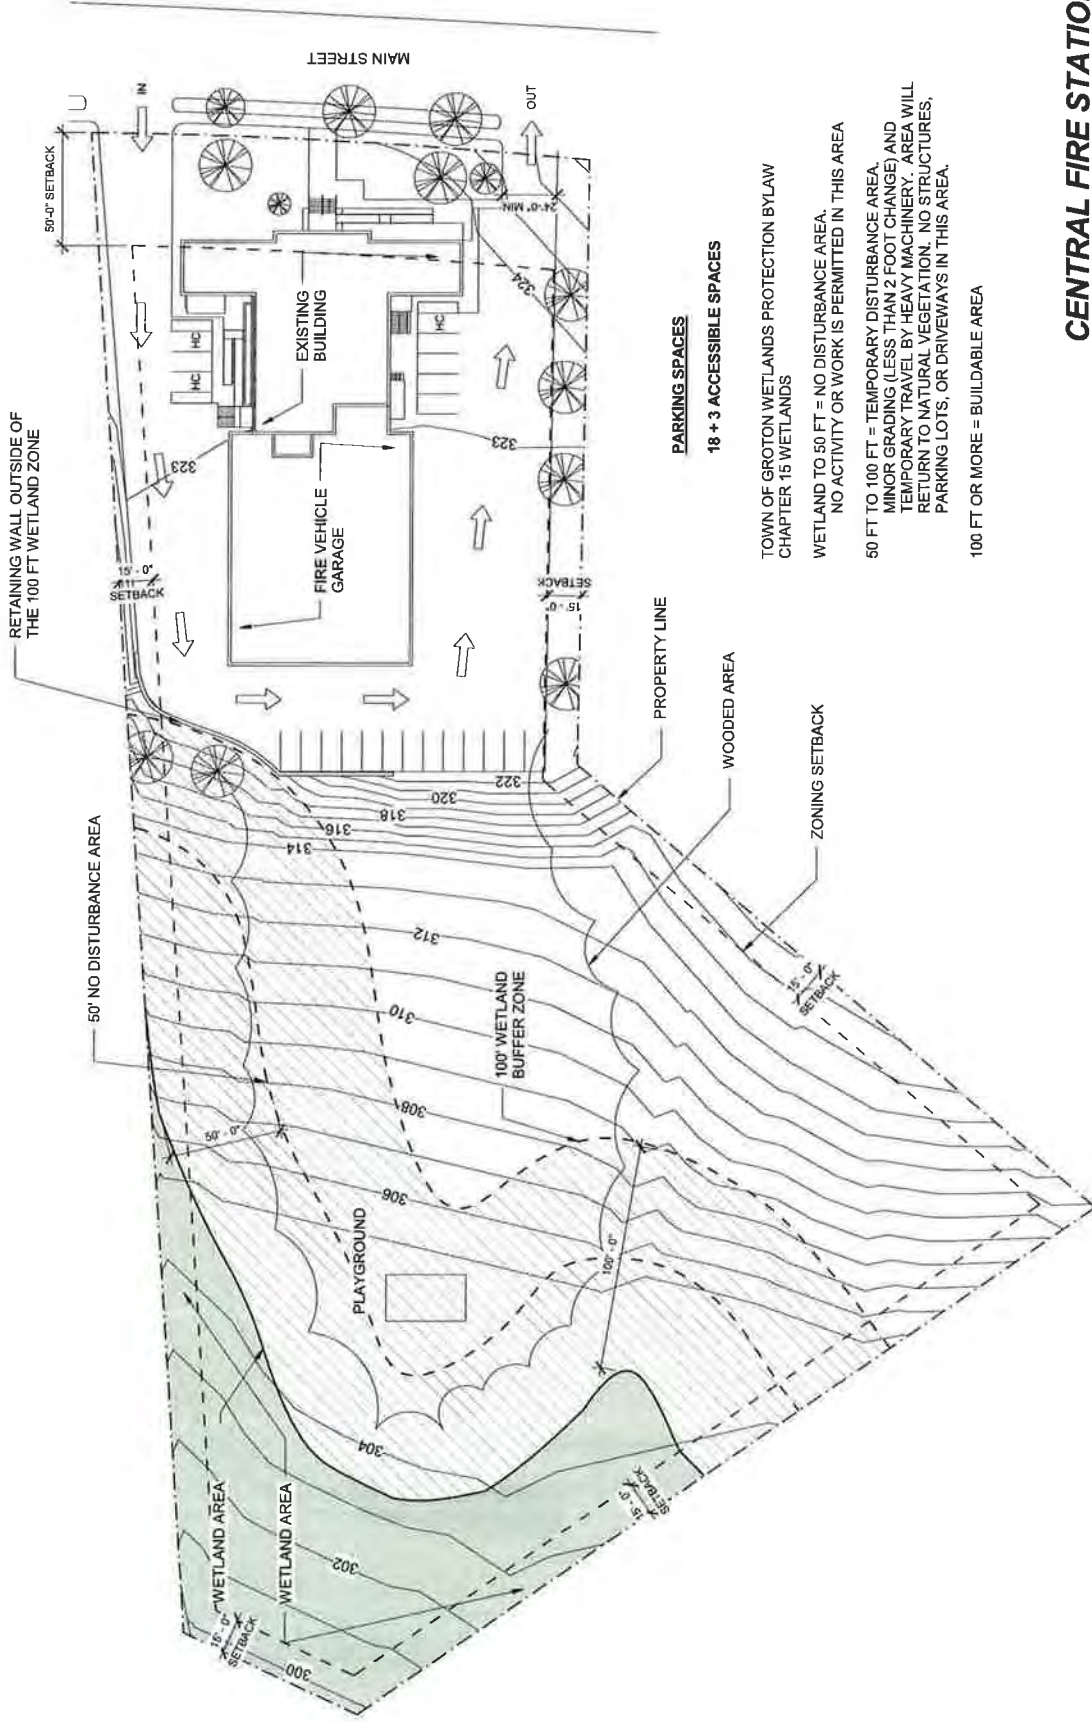 RETAINING WALL OUTSIDE OF
THE 100 FT WETLAND ZONE
50'-0" SETBACK
IN
MAIN STREET
OUT
24'-0" MIN.
324
HC
HC
HC
EXISTING
BUILDING
323
323
FIRE VEHICLE
GARAGE
15' - 0"
SETBACK
15' - 0"
SETBACK
50' NO DISTURBANCE AREA
322
320
318
316
314
312
310
308
306
304
302
300
PROPERTY LINE
WOODED AREA
ZONING SETBACK
15' - 0"
SETBACK
100' WETLAND
BUFFER ZONE
50' - 0"
100' - 0"
PLAYGROUND
WETLAND AREA
WETLAND AREA
15' - 0"
SETBACK
15' - 0"
SETBACK
PARKING SPACES
18 + 3 ACCESSIBLE SPACES
TOWN OF GROTON WETLANDS PROTECTION BYLAW
CHAPTER 15 WETLANDS
WETLAND TO 50 FT = NO DISTURBANCE AREA.
NO ACTIVITY OR WORK IS PERMITTED IN THIS AREA
50 FT TO 100 FT = TEMPORARY DISTURBANCE AREA.
MINOR GRADING (LESS THAN 2 FOOT CHANGE) AND
TEMPORARY TRAVEL BY HEAVY MACHINERY. AREA WILL
RETURN TO NATURAL VEGETATION. NO STRUCTURES,
PARKING LOTS, OR DRIVEWAYS IN THIS AREA.
100 FT OR MORE = BUILDABLE AREA
CENTRAL FIRE STATION